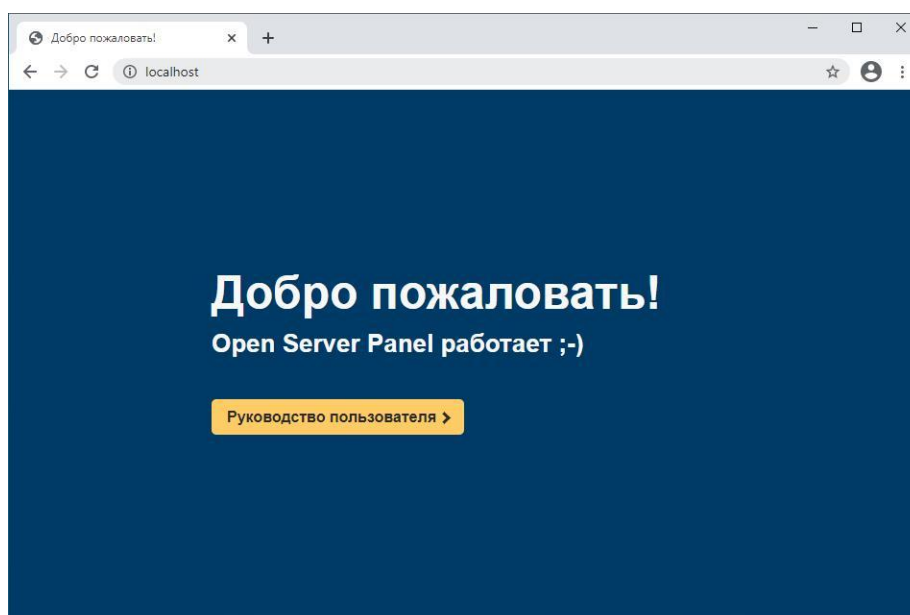 Добро пожаловать!
localhost
Добро пожаловать!
Open Server Panel работает ;-)
Руководство пользователя